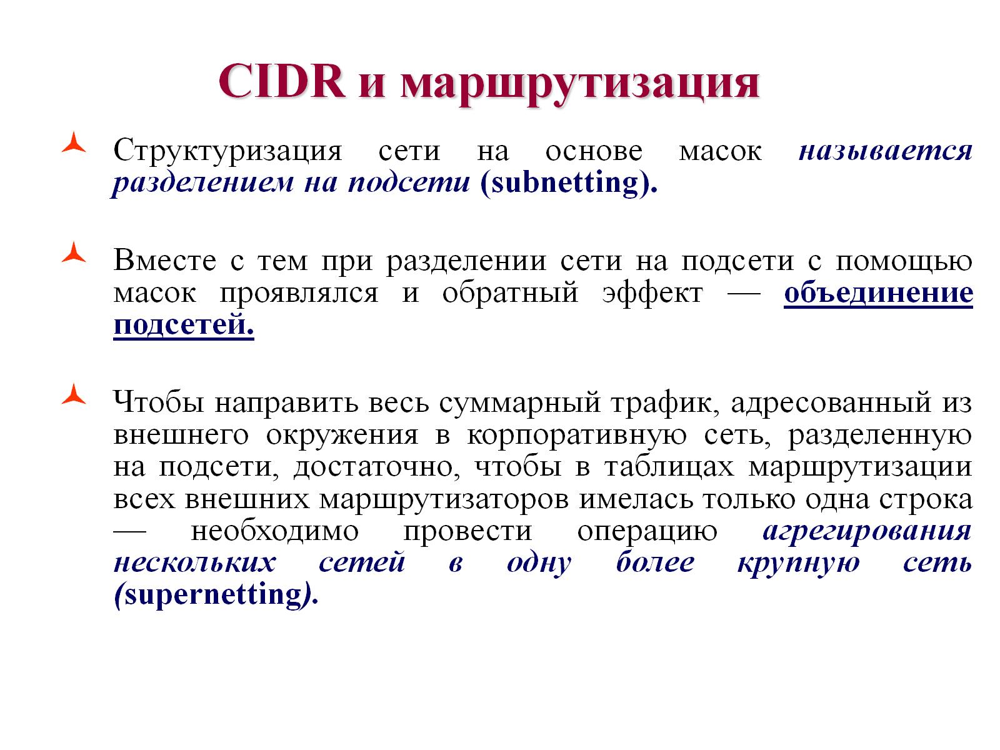 CIDR и маршрутизация
Структуризация сети на основе масок называется
разделением на подсети (subnetting).
Вместе с тем при разделении сети на подсети с помощью
масок проявлялся и обратный эффект — объединение
подсетей.
Чтобы направить весь суммарный трафик, адресованный из
внешнего окружения в корпоративную сеть, разделенную
на подсети, достаточно, чтобы в таблицах маршрутизации
всех внешних маршрутизаторов имелась только одна строка
— необходимо провести операцию агрегирования
нескольких сетей в одну более крупную сеть
(supernetting).